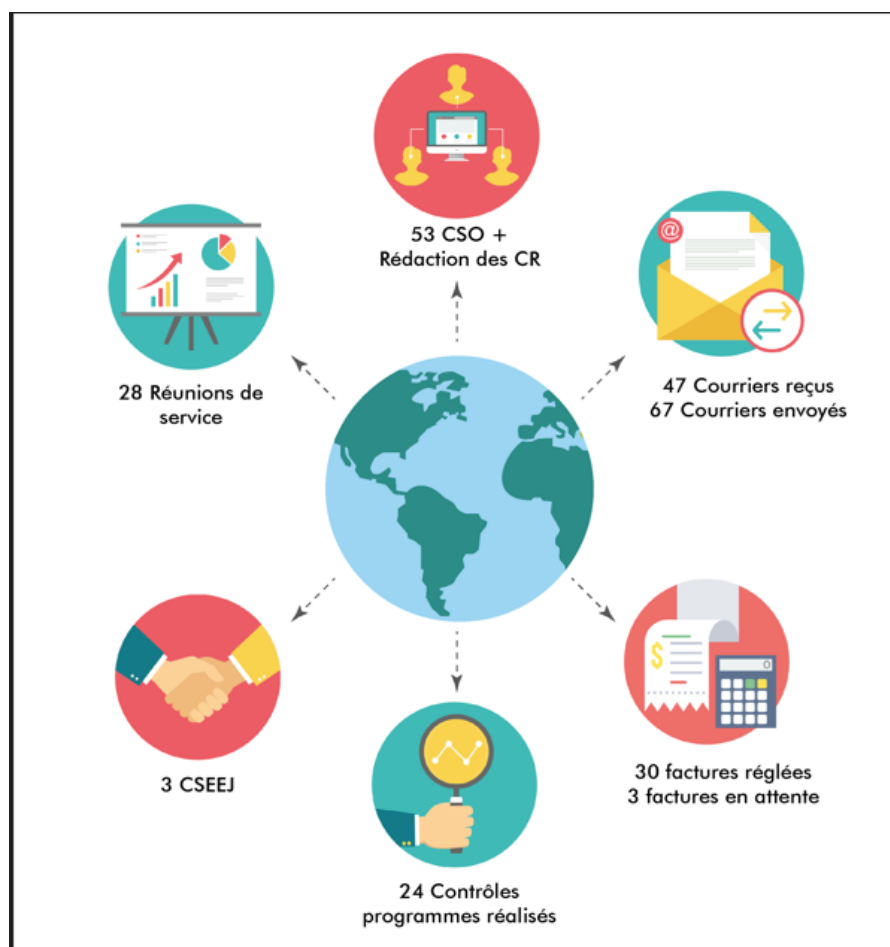 53 CSO +
Rédaction des CR
28 Réunions de
service
@
47 Courriers reçus
67 Courriers envoyés
3 CSEEJ
$
0
30 factures réglées
3 factures en attente
24 Contrôles
programmes réalisés